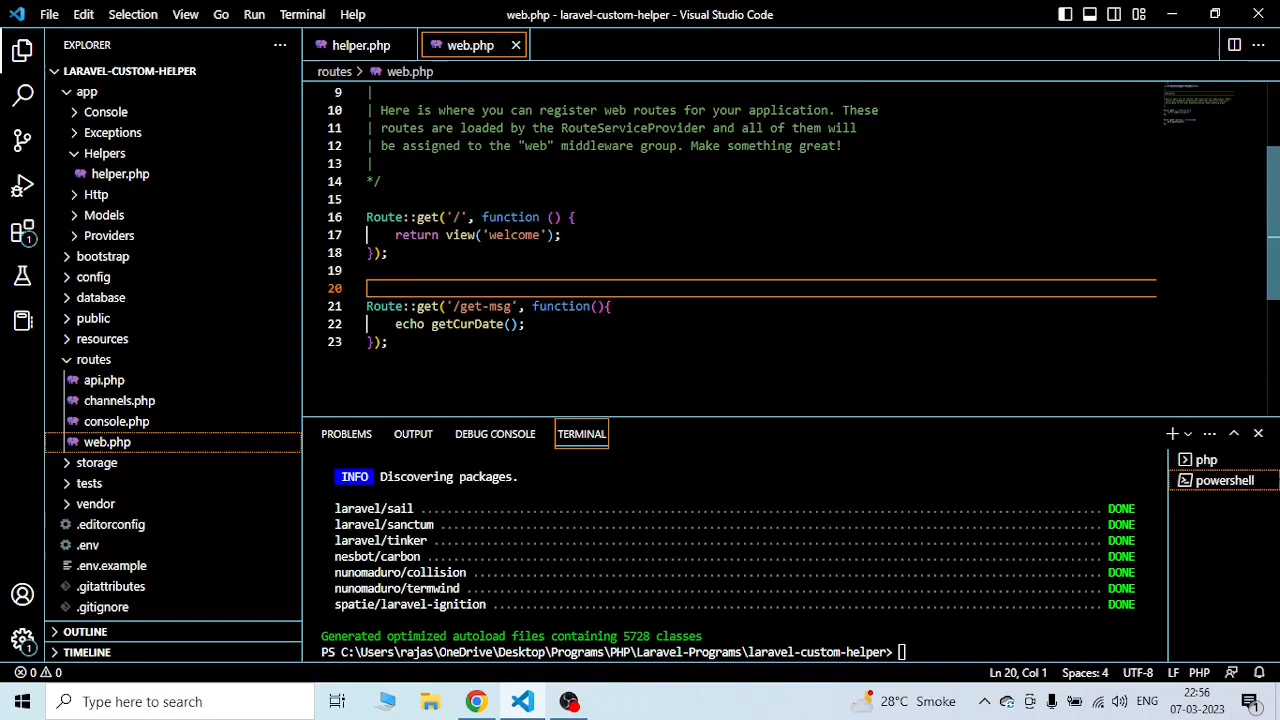 File Edit Selection View Go Run Terminal Help
web.php - laravel-custom-helper - Visual Studio Code
EXPLORER
LARAVEL-CUSTOM-HELPER
app
Console
Exceptions
Helpers
helper.php
Http
Models
Providers
bootstrap
config
database
public
resources
routes
api.php
channels.php
console.php
web.php
storage
tests
vendor
.editorconfig
.env
.env.example
.gitattributes
.gitignore
OUTLINE
TIMELINE
helper.php
web.php
routes > web.php
9 |
10 | Here is where you can register web routes for your application. These
11 | routes are loaded by the RouteServiceProvider and all of them will
12 | be assigned to the "web" middleware group. Make something great!
13 |
14 */
15
16 Route::get('/', function () {
17 return view('welcome');
18 });
19
20
21 Route::get('/get-msg', function(){
22 echo getCurDate();
23 });
PROBLEMS OUTPUT DEBUG CONSOLE TERMINAL
php
powershell
INFO Discovering packages.
laravel/sail ........ DONE
laravel/sanctum ........ DONE
laravel/tinker ........ DONE
nesbot/carbon ........ DONE
nunomaduro/collision ........ DONE
nunomaduro/termwind ........ DONE
spatie/laravel-ignition ........ DONE
Generated optimized autoload files containing 5728 classes
PS C:\Users\rajas\OneDrive\Desktop\Programs\PHP\Laravel-Programs\laravel-custom-helper>
1
1
0 0
Ln 20, Col 1 Spaces: 4 UTF-8 LF PHP
Type here to search
28°C Smoke
ENG
22:56
07-03-2023
1